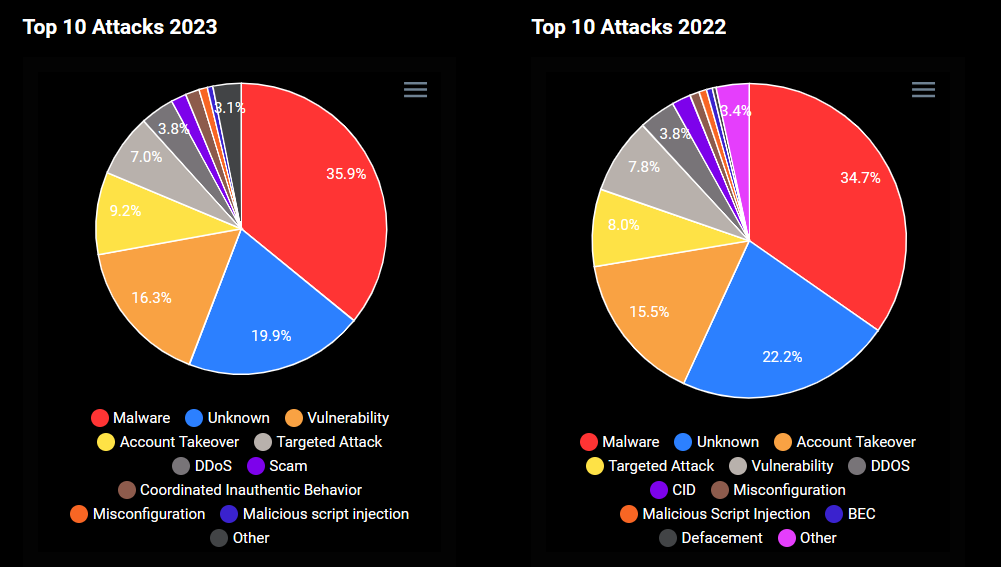 Top 10 Attacks 2023
3.1%
35.9%
3.8%
7.0%
9.2%
16.3%
19.9%
Malware Unknown Vulnerability
Account Takeover Targeted Attack
DDoS Scam
Coordinated Inauthentic Behavior
Misconfiguration Malicious script injection
Other
Top 10 Attacks 2022
3.4%
34.7%
3.8%
7.8%
8.0%
15.5%
22.2%
Malware Unknown Account Takeover
Targeted Attack Vulnerability DDOS
CID Misconfiguration
Malicious Script Injection BEC
Defacement Other